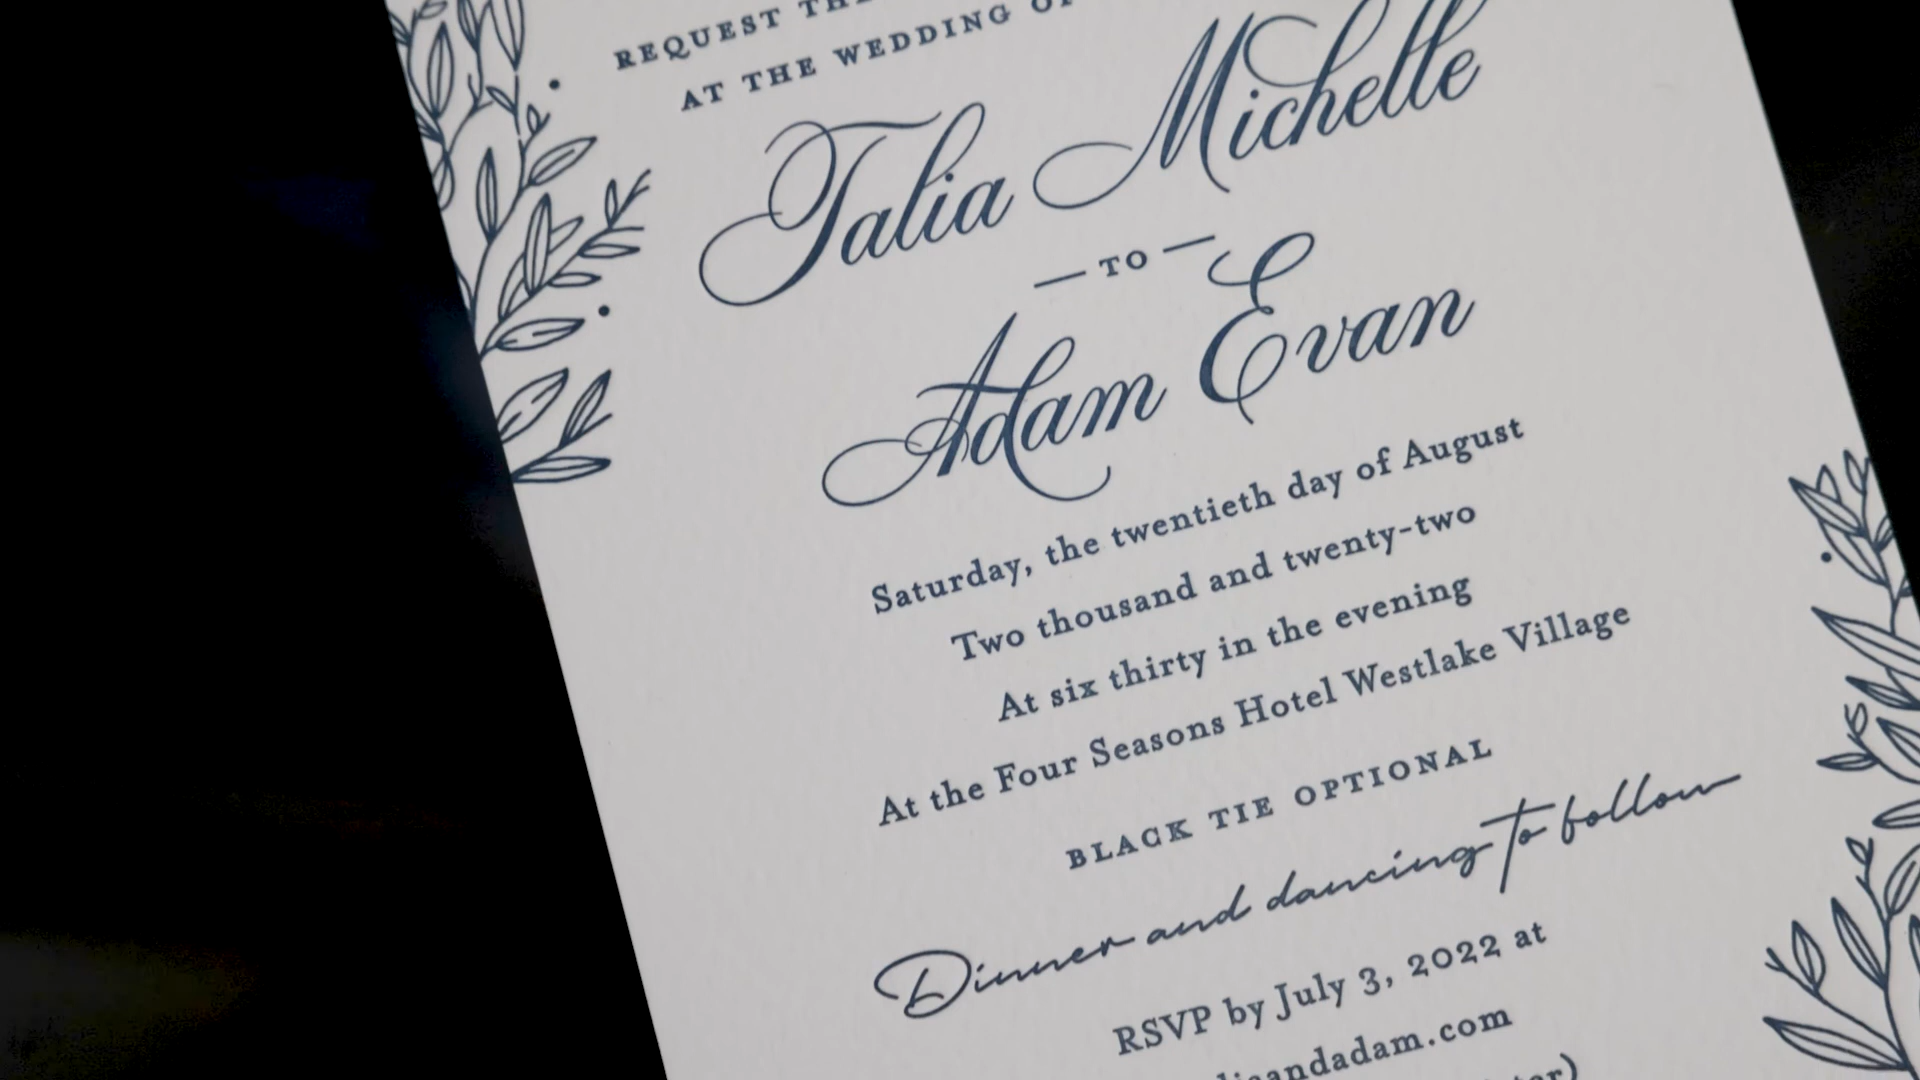 REQUEST
AT THE WEDDING
Talia Michelle
— TO —
Adam Evan
Saturday, the twentieth day of August
Two thousand and twenty-two
At six thirty in the evening
At the Four Seasons Hotel Westlake Village
BLACK TIE OPTIONAL
Dinner and dancing to follow
RSVP by July 3, 2022 at